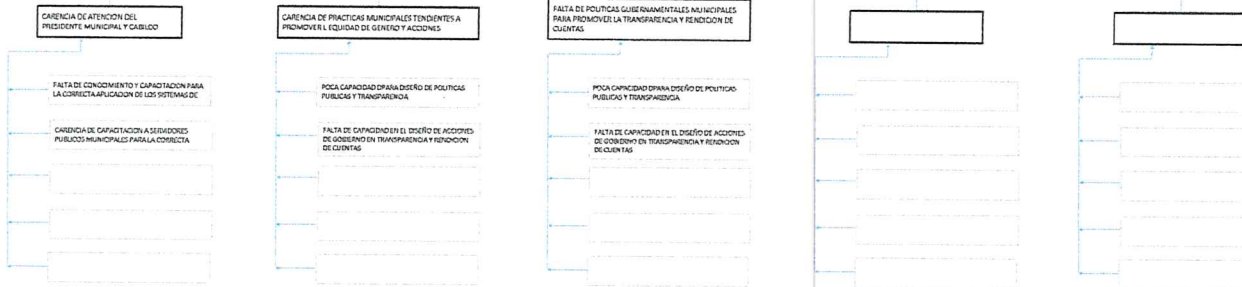 CARENCIA DE ATENCION DEL
PRESIDENTE MUNICIPAL Y CABILDO
FALTA DE CONOCIMIENTO Y CAPACITACION PARA
LA CORRECTA APLICACION DE LOS SISTEMAS DE
CARENCIA DE CAPACITACION A SERVIDORES
PUBLICOS MUNICIPALES PARA LA CORRECTA
CARENCIA DE PRACTICAS MUNICIPALES TENDIENTES A
PROMOVER L EQUIDAD DE GENERO Y ACCIONES
POCA CAPACIDAD DPARA DISEÑO DE POLITICAS
PUBLICAS Y TRANSPARENCIA
FALTA DE CAPACIDAD EN EL DISEÑO DE ACCIONES
DE GOBIERNO EN TRANSPARENCIA Y RENDICION
DE CUENTAS
FALTA DE POLITICAS GUBERNAMENTALES MUNICIPALES
PARA PROMOVER LA TRANSPARENCIA Y RENDICION DE
CUENTAS
POCA CAPACIDAD DPARA DISEÑO DE POLITICAS
PUBLICAS Y TRANSPARENCIA
FALTA DE CAPACIDAD EN EL DISEÑO DE ACCIONES
DE GOBIERNO EN TRANSPARENCIA Y RENDICION
DE CUENTAS